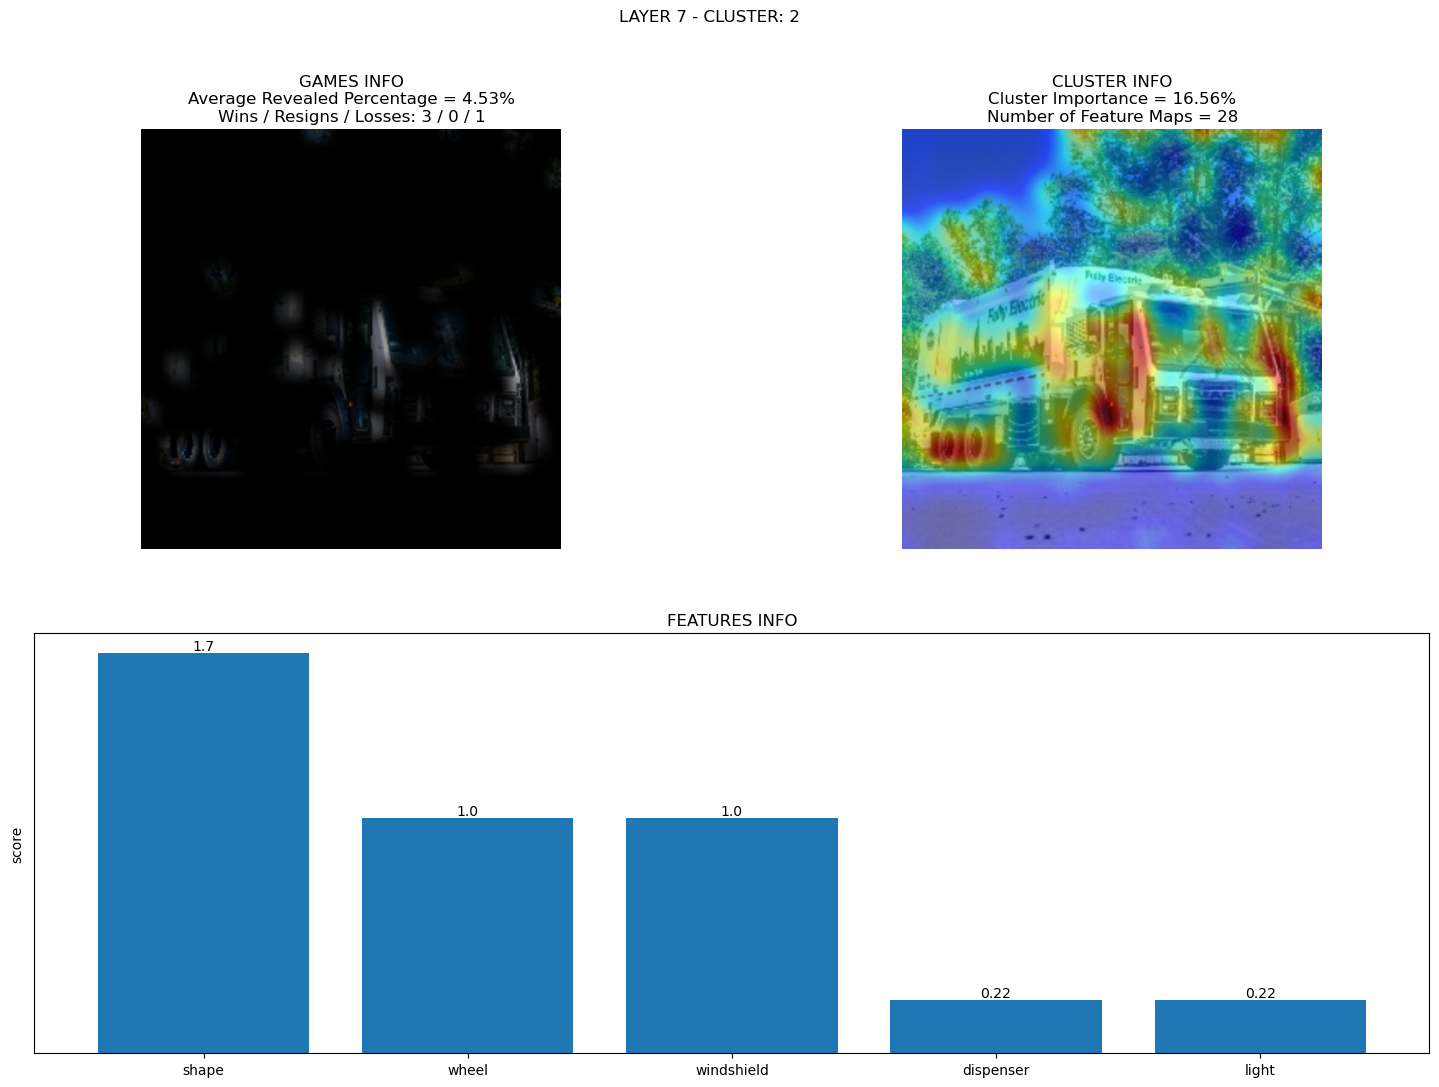 LAYER 7 - CLUSTER: 2
GAMES INFO
Average Revealed Percentage = 4.53%
Wins / Resigns / Losses: 3 / 0 / 1
CLUSTER INFO
Cluster Importance = 16.56%
Number of Feature Maps = 28
Fully Electric
Fully Electric
FEATURES INFO
score
1.7
1.0
1.0
0.22
0.22
shape
wheel
windshield
dispenser
light